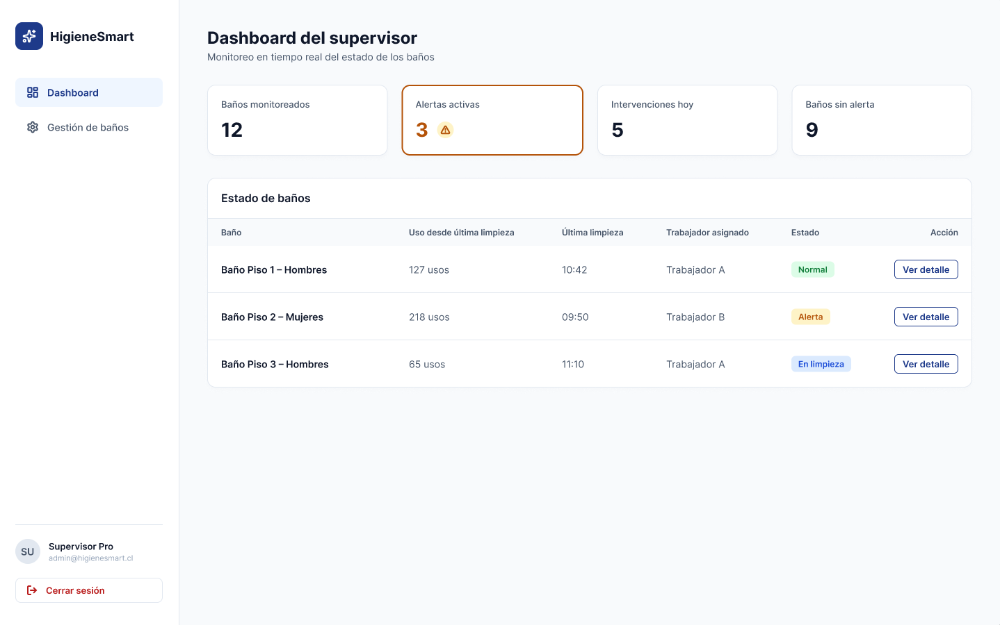 HigieneSmart
Dashboard
Gestión de baños
Supervisor Pro
SU
admin@higienesmart.cl
Cerrar sesión
Dashboard del supervisor
Monitoreo en tiempo real del estado de los baños
Baños monitoreados
12
Alertas activas
3
Intervenciones hoy
5
Baños sin alerta
9
Estado de baños
Baño Uso desde última limpieza Última limpieza Trabajador asignado Estado Acción
Baño Piso 1 – Hombres 127 usos 10:42 Trabajador A Normal Ver detalle
Baño Piso 2 – Mujeres 218 usos 09:50 Trabajador B Alerta Ver detalle
Baño Piso 3 – Hombres 65 usos 11:10 Trabajador A En limpieza Ver detalle